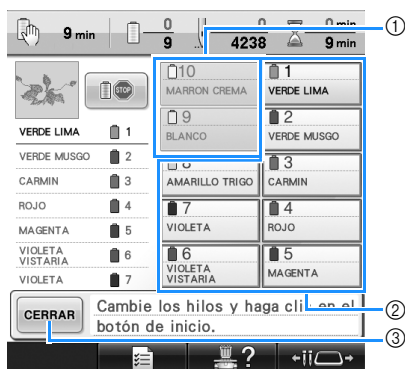 9 min 0 9 0 4238 0 min 9 min
①
10 MARRON CREMA
1 VERDE LIMA
9 BLANCO
2 VERDE MUSGO
8 AMARILLO TRIGO
3 CARMIN
7 VIOLETA
4 ROJO
6 VIOLETA VISTARIA
5 MAGENTA
VERDE LIMA 1
VERDE MUSGO 2
CARMIN 3
ROJO 4
MAGENTA 5
VIOLETA VISTARIA 6
VIOLETA 7
STOP
②
CERRAR
Cambie los hilos y haga clic en el
botón de inicio.
③
?